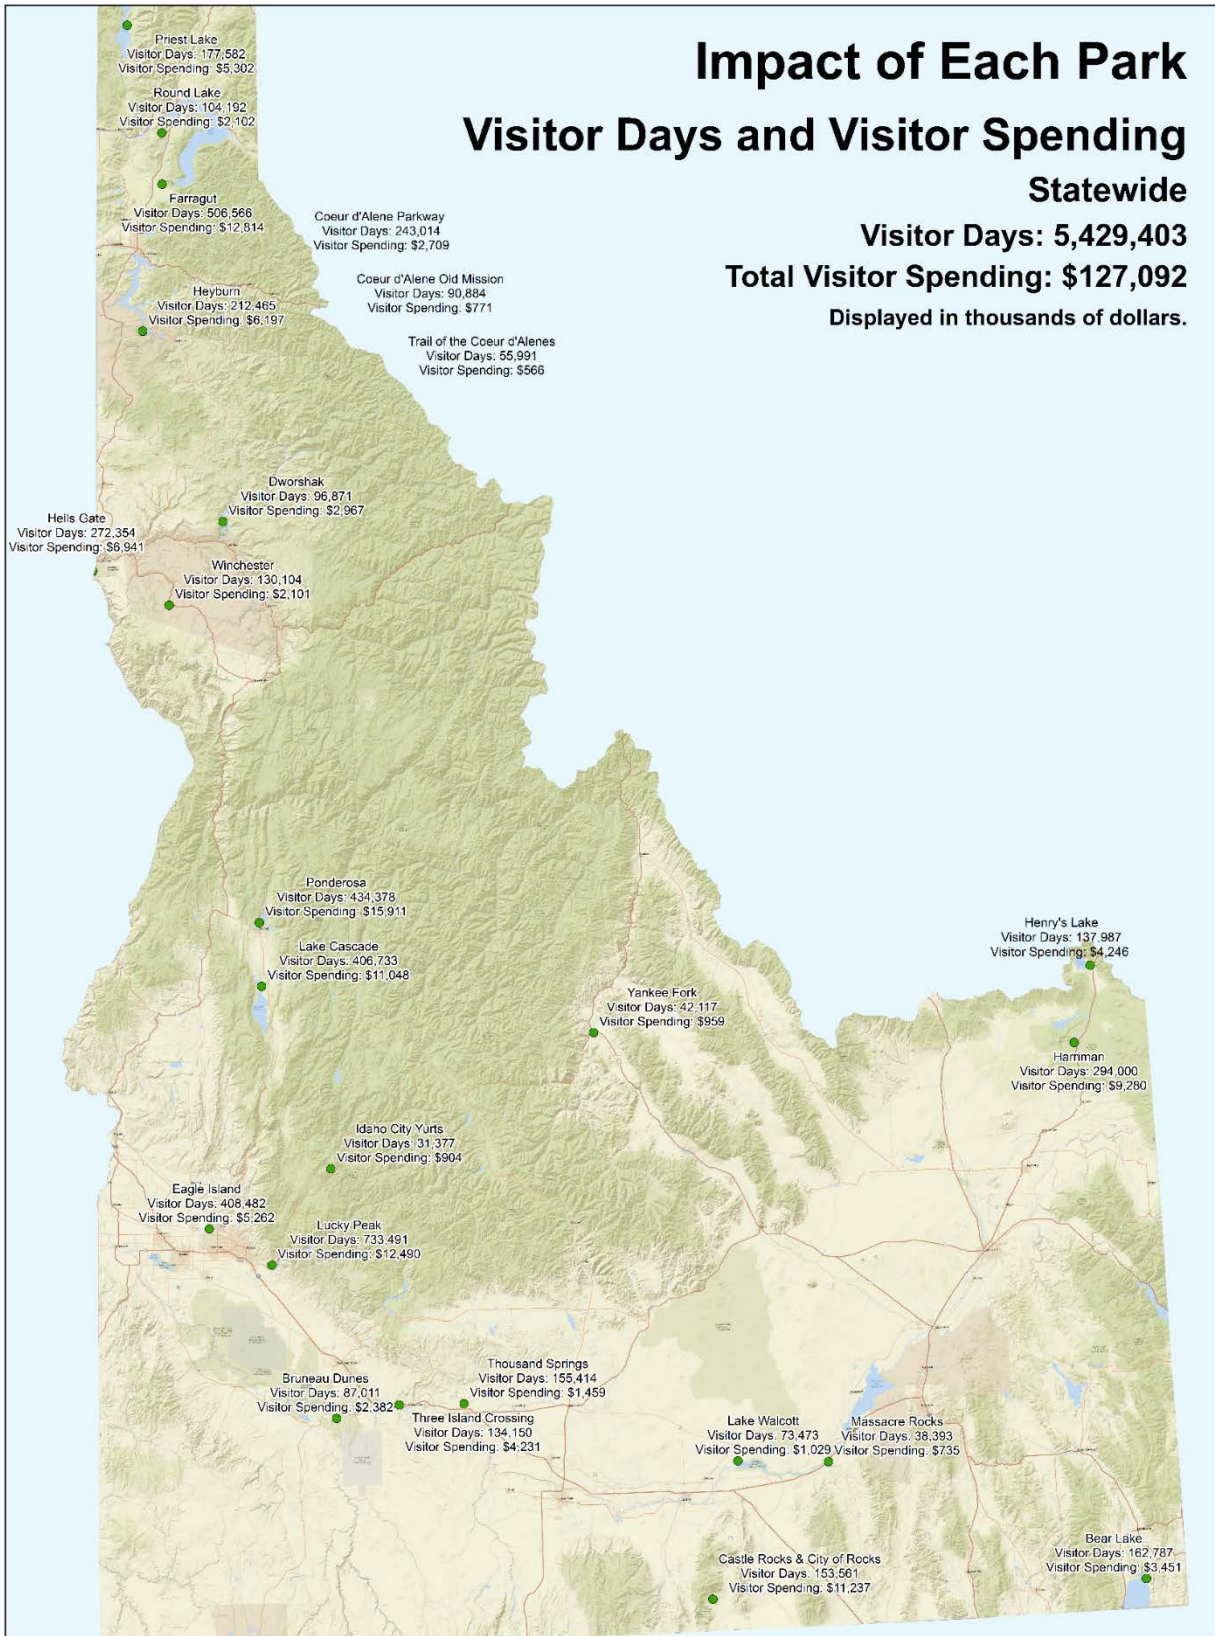 Impact of Each Park
Visitor Days and Visitor Spending
Statewide
Visitor Days: 5,429,403
Total Visitor Spending: $127,092
Displayed in thousands of dollars.
Priest Lake
Visitor Days: 177,582
Visitor Spending: $5,302
Round Lake
Visitor Days: 104,192
Visitor Spending: $2,102
Farragut
Visitor Days: 506,566
Visitor Spending: $12,814
Coeur d'Alene Parkway
Visitor Days: 243,014
Visitor Spending: $2,709
Coeur d'Alene Old Mission
Visitor Days: 90,884
Visitor Spending: $771
Heyburn
Visitor Days: 212,465
Visitor Spending: $6,197
Trail of the Coeur d'Alenes
Visitor Days: 55,991
Visitor Spending: $566
Dworshak
Visitor Days: 96,871
Visitor Spending: $2,967
Hells Gate
Visitor Days: 272,354
Visitor Spending: $6,941
Winchester
Visitor Days: 130,104
Visitor Spending: $2,101
Ponderosa
Visitor Days: 434,378
Visitor Spending: $15,911
Lake Cascade
Visitor Days: 406,733
Visitor Spending: $11,048
Henry's Lake
Visitor Days: 137,987
Visitor Spending: $4,246
Yankee Fork
Visitor Days: 42,117
Visitor Spending: $959
Harriman
Visitor Days: 294,000
Visitor Spending: $9,280
Idaho City Yurts
Visitor Days: 31,377
Visitor Spending: $904
Eagle Island
Visitor Days: 408,482
Visitor Spending: $5,262
Lucky Peak
Visitor Days: 733,491
Visitor Spending: $12,490
Thousand Springs
Visitor Days: 155,414
Visitor Spending: $1,459
Bruneau Dunes
Visitor Days: 87,011
Visitor Spending: $2,382
Three Island Crossing
Visitor Days: 134,150
Visitor Spending: $4,231
Lake Walcott
Visitor Days: 73,473
Visitor Spending: $1,029
Massacre Rocks
Visitor Days: 38,393
Visitor Spending: $735
Castle Rocks & City of Rocks
Visitor Days: 153,561
Visitor Spending: $11,237
Bear Lake
Visitor Days: 162,787
Visitor Spending: $3,451